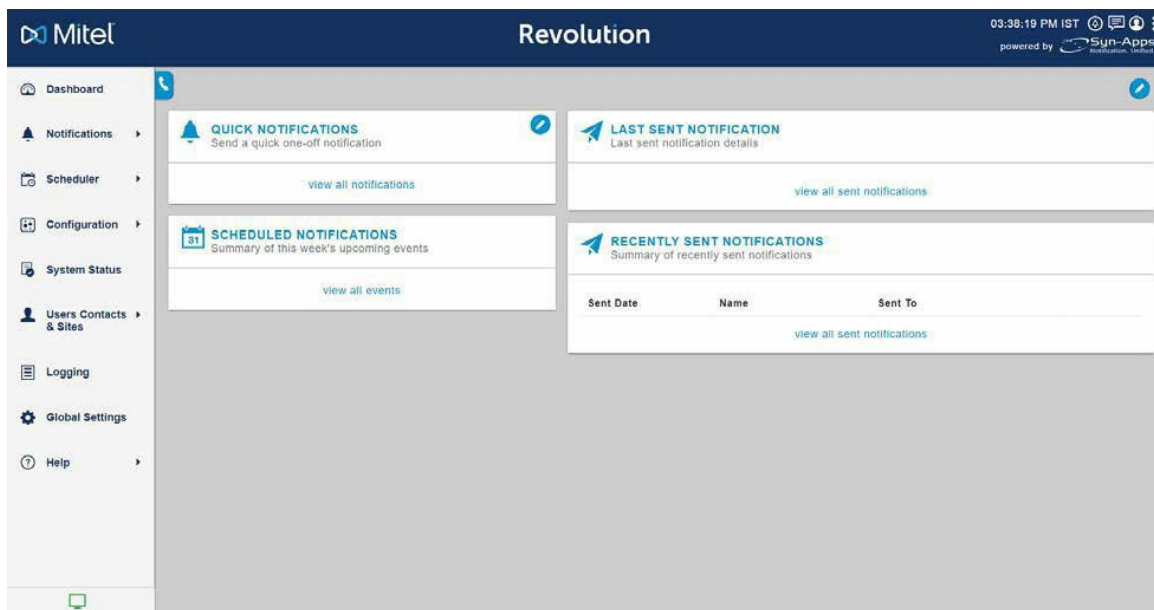 Mitel
Revolution
03:38:19 PM IST
powered by Syn-Apps
Notification. Unified.
Dashboard
Notifications
Scheduler
Configuration
System Status
Users Contacts
& Sites
Logging
Global Settings
Help
QUICK NOTIFICATIONS
Send a quick one-off notification
view all notifications
31
SCHEDULED NOTIFICATIONS
Summary of this week's upcoming events
view all events
LAST SENT NOTIFICATION
Last sent notification details
view all sent notifications
RECENTLY SENT NOTIFICATIONS
Summary of recently sent notifications
Sent Date Name Sent To
view all sent notifications